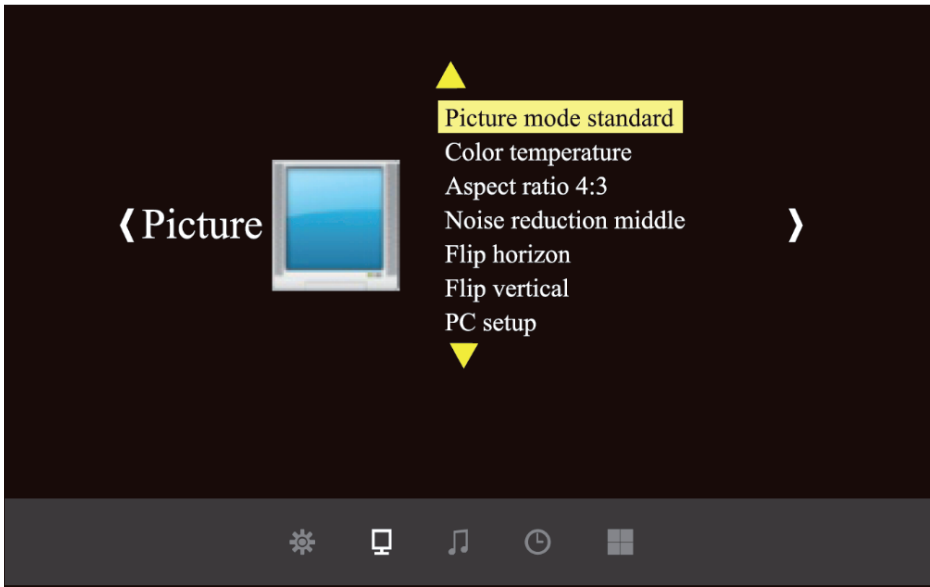 Picture
Picture mode standard
Color temperature
Aspect ratio 4:3
Noise reduction middle
Flip horizon
Flip vertical
PC setup